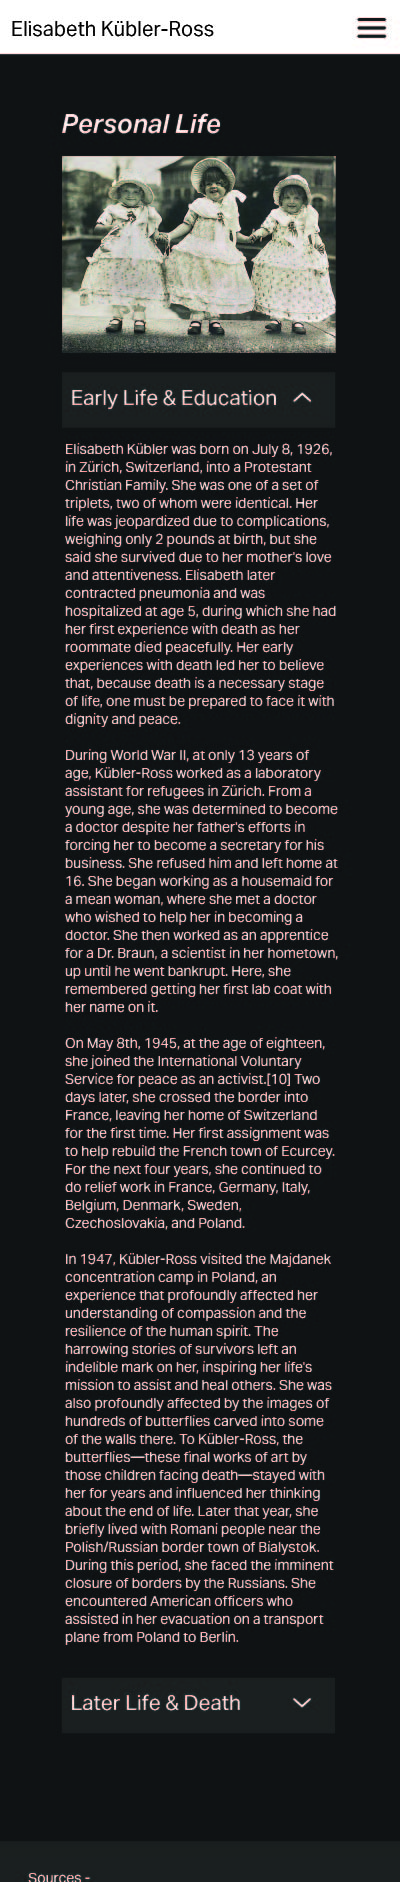 Elisabeth Kübler-Ross
Personal Life
Early Life & Education
Elisabeth Kübler was born on July 8, 1926,
in Zürich, Switzerland, into a Protestant
Christian Family. She was one of a set of
triplets, two of whom were identical. Her
life was jeopardized due to complications,
weighing only 2 pounds at birth, but she
said she survived due to her mother's love
and attentiveness. Elisabeth later
contracted pneumonia and was
hospitalized at age 5, during which she had
her first experience with death as her
roommate died peacefully. Her early
experiences with death led her to believe
that, because death is a necessary stage
of life, one must be prepared to face it with
dignity and peace.
During World War II, at only 13 years of
age, Kübler-Ross worked as a laboratory
assistant for refugees in Zürich. From a
young age, she was determined to become
a doctor despite her father's efforts in
forcing her to become a secretary for his
business. She refused him and left home at
16. She began working as a housemaid for
a mean woman, where she met a doctor
who wished to help her in becoming a
doctor. She then worked as an apprentice
for a Dr. Braun, a scientist in her hometown,
up until he went bankrupt. Here, she
remembered getting her first lab coat with
her name on it.
On May 8th, 1945, at the age of eighteen,
she joined the International Voluntary
Service for peace as an activist.[10] Two
days later, she crossed the border into
France, leaving her home of Switzerland
for the first time. Her first assignment was
to help rebuild the French town of Ecurcey.
For the next four years, she continued to
do relief work in France, Germany, Italy,
Belgium, Denmark, Sweden,
Czechoslovakia, and Poland.
In 1947, Kübler-Ross visited the Majdanek
concentration camp in Poland, an
experience that profoundly affected her
understanding of compassion and the
resilience of the human spirit. The
harrowing stories of survivors left an
indelible mark on her, inspiring her life's
mission to assist and heal others. She was
also profoundly affected by the images of
hundreds of butterflies carved into some
of the walls there. To Kübler-Ross, the
butterflies—these final works of art by
those children facing death—stayed with
her for years and influenced her thinking
about the end of life. Later that year, she
briefly lived with Romani people near the
Polish/Russian border town of Bialystok.
During this period, she faced the imminent
closure of borders by the Russians. She
encountered American officers who
assisted in her evacuation on a transport
plane from Poland to Berlin.
Later Life & Death
Sources -